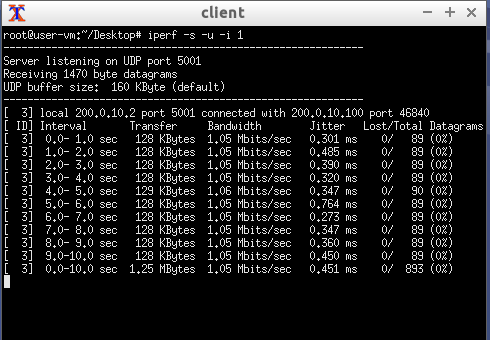 client
root@user-vm:~/Desktop# iperf -s -u -i 1
------------------------------------------------------------
Server listening on UDP port 5001
Receiving 1470 byte datagrams
UDP buffer size:  160 KByte (default)
------------------------------------------------------------
[  3] local 200.0.10.2 port 5001 connected with 200.0.10.100 port 46840
[ ID] Interval       Transfer     Bandwidth        Jitter   Lost/Total Datagrams
[  3]  0.0- 1.0 sec   128 KBytes  1.05 Mbits/sec   0.301 ms    0/   89 (0%)
[  3]  1.0- 2.0 sec   128 KBytes  1.05 Mbits/sec   0.485 ms    0/   89 (0%)
[  3]  2.0- 3.0 sec   128 KBytes  1.05 Mbits/sec   0.390 ms    0/   89 (0%)
[  3]  3.0- 4.0 sec   128 KBytes  1.05 Mbits/sec   0.320 ms    0/   89 (0%)
[  3]  4.0- 5.0 sec   129 KBytes  1.06 Mbits/sec   0.347 ms    0/   90 (0%)
[  3]  5.0- 6.0 sec   128 KBytes  1.05 Mbits/sec   0.764 ms    0/   89 (0%)
[  3]  6.0- 7.0 sec   128 KBytes  1.05 Mbits/sec   0.273 ms    0/   89 (0%)
[  3]  7.0- 8.0 sec   128 KBytes  1.05 Mbits/sec   0.347 ms    0/   89 (0%)
[  3]  8.0- 9.0 sec   128 KBytes  1.05 Mbits/sec   0.360 ms    0/   89 (0%)
[  3]  9.0-10.0 sec   128 KBytes  1.05 Mbits/sec   0.450 ms    0/   89 (0%)
[  3]  0.0-10.0 sec  1.25 MBytes  1.05 Mbits/sec   0.451 ms    0/  893 (0%)